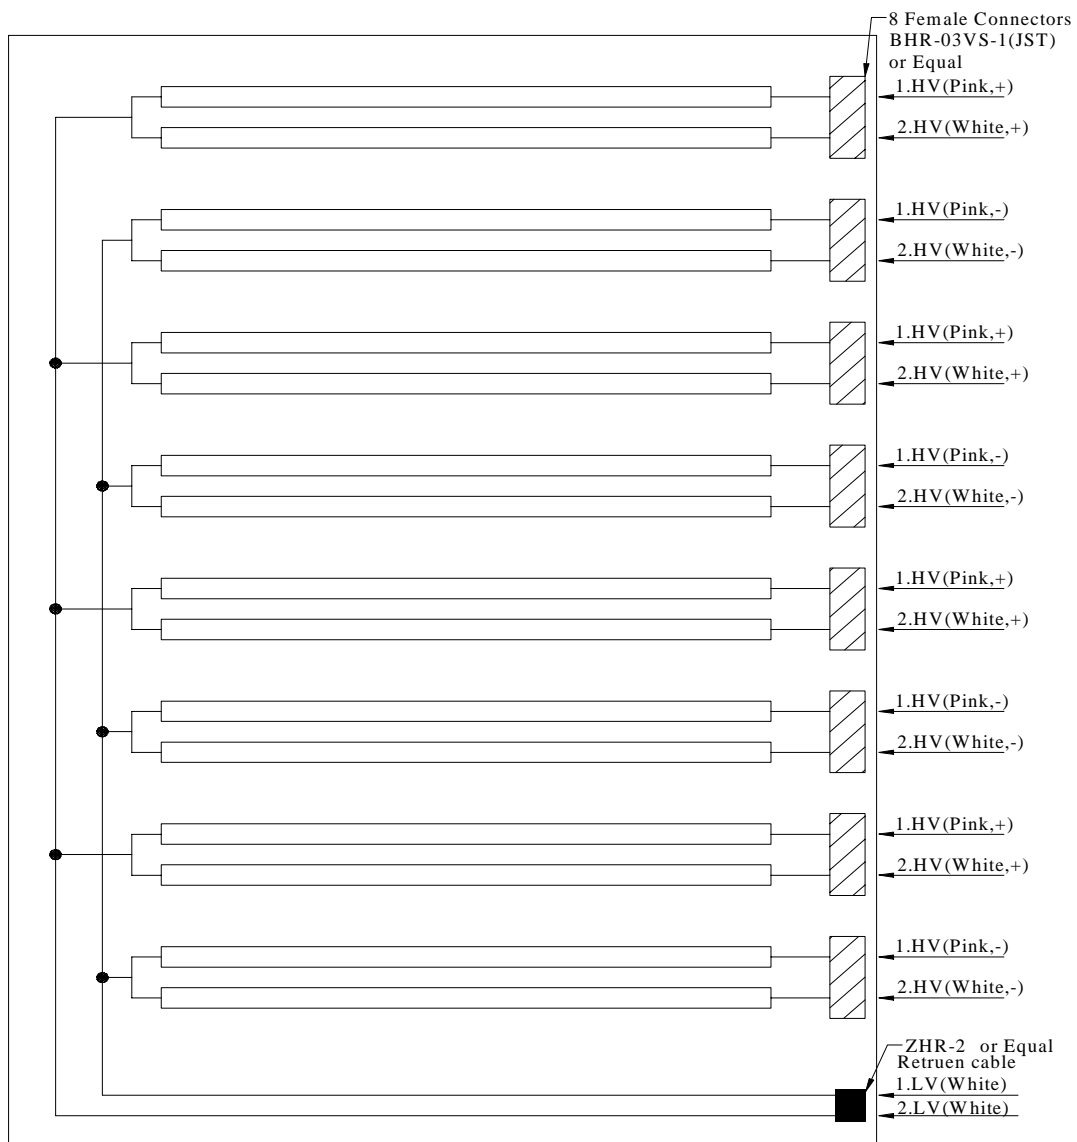 8 Female Connectors
BHR-03VS-1(JST)
or Equal
1.HV(Pink,+)
2.HV(White,+)
1.HV(Pink,-)
2.HV(White,-)
1.HV(Pink,+)
2.HV(White,+)
1.HV(Pink,-)
2.HV(White,-)
1.HV(Pink,+)
2.HV(White,+)
1.HV(Pink,-)
2.HV(White,-)
1.HV(Pink,+)
2.HV(White,+)
1.HV(Pink,-)
2.HV(White,-)
ZHR-2 or Equal
Retruen cable
1.LV(White)
2.LV(White)